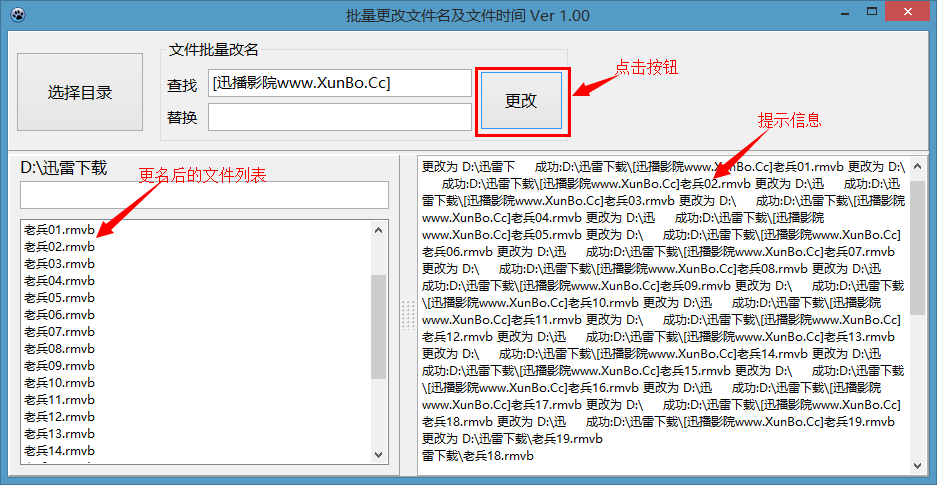 批量更改文件名及文件时间 Ver 1.00
选择目录
文件批量改名
查找
[迅播影院www.XunBo.Cc]
替换
更改
点击按钮
提示信息
D:\迅雷下载
更名后的文件列表
老兵01.rmvb
老兵02.rmvb
老兵03.rmvb
老兵04.rmvb
老兵05.rmvb
老兵06.rmvb
老兵07.rmvb
老兵08.rmvb
老兵09.rmvb
老兵10.rmvb
老兵11.rmvb
老兵12.rmvb
老兵13.rmvb
老兵14.rmvb
更改为 D:\迅雷下 成功:D:\迅雷下载\[迅播影院www.XunBo.Cc]老兵01.rmvb 更改为 D:\
成功:D:\迅雷下载\[迅播影院www.XunBo.Cc]老兵02.rmvb 更改为 D:\迅 成功:D:\迅
雷下载\[迅播影院www.XunBo.Cc]老兵03.rmvb 更改为 D:\ 成功:D:\迅雷下载\[迅播影院
www.XunBo.Cc]老兵04.rmvb 更改为 D:\迅 成功:D:\迅雷下载\[迅播影院
www.XunBo.Cc]老兵05.rmvb 更改为 D:\ 成功:D:\迅雷下载\[迅播影院www.XunBo.Cc]
老兵06.rmvb 更改为 D:\迅 成功:D:\迅雷下载\[迅播影院www.XunBo.Cc]老兵07.rmvb
更改为 D:\ 成功:D:\迅雷下载\[迅播影院www.XunBo.Cc]老兵08.rmvb 更改为 D:\迅
成功:D:\迅雷下载\[迅播影院www.XunBo.Cc]老兵09.rmvb 更改为 D:\ 成功:D:\迅雷下载
\[迅播影院www.XunBo.Cc]老兵10.rmvb 更改为 D:\迅 成功:D:\迅雷下载\[迅播影院
www.XunBo.Cc]老兵11.rmvb 更改为 D:\ 成功:D:\迅雷下载\[迅播影院www.XunBo.Cc]
老兵12.rmvb 更改为 D:\迅 成功:D:\迅雷下载\[迅播影院www.XunBo.Cc]老兵13.rmvb
更改为 D:\ 成功:D:\迅雷下载\[迅播影院www.XunBo.Cc]老兵14.rmvb 更改为 D:\迅
成功:D:\迅雷下载\[迅播影院www.XunBo.Cc]老兵15.rmvb 更改为 D:\ 成功:D:\迅雷下载
\[迅播影院www.XunBo.Cc]老兵16.rmvb 更改为 D:\迅 成功:D:\迅雷下载\[迅播影院
www.XunBo.Cc]老兵17.rmvb 更改为 D:\ 成功:D:\迅雷下载\[迅播影院www.XunBo.Cc]
老兵18.rmvb 更改为 D:\迅 成功:D:\迅雷下载\[迅播影院www.XunBo.Cc]老兵19.rmvb
更改为 D:\迅雷下载\老兵19.rmvb
雷下载\老兵18.rmvb